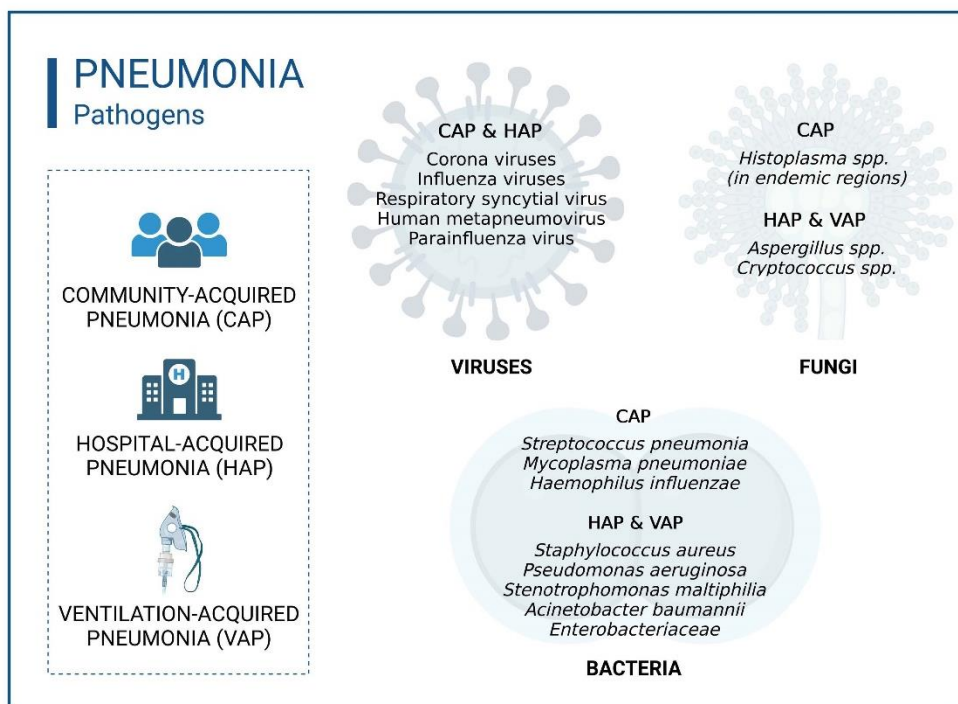 PNEUMONIA
Pathogens
COMMUNITY-ACQUIRED
PNEUMONIA (CAP)
H
HOSPITAL-ACQUIRED
PNEUMONIA (HAP)
VENTILATION-ACQUIRED
PNEUMONIA (VAP)
CAP & HAP
Corona viruses
Influenza viruses
Respiratory syncytial virus
Human metapneumovirus
Parainfluenza virus
VIRUSES
CAP
Histoplasma spp.
(in endemic regions)
HAP & VAP
Aspergillus spp.
Cryptococcus spp.
FUNGI
CAP
Streptococcus pneumonia
Mycoplasma pneumoniae
Haemophilus influenzae
HAP & VAP
Staphylococcus aureus
Pseudomonas aeruginosa
Stenotrophomonas maltiphilia
Acinetobacter baumannii
Enterobacteriaceae
BACTERIA